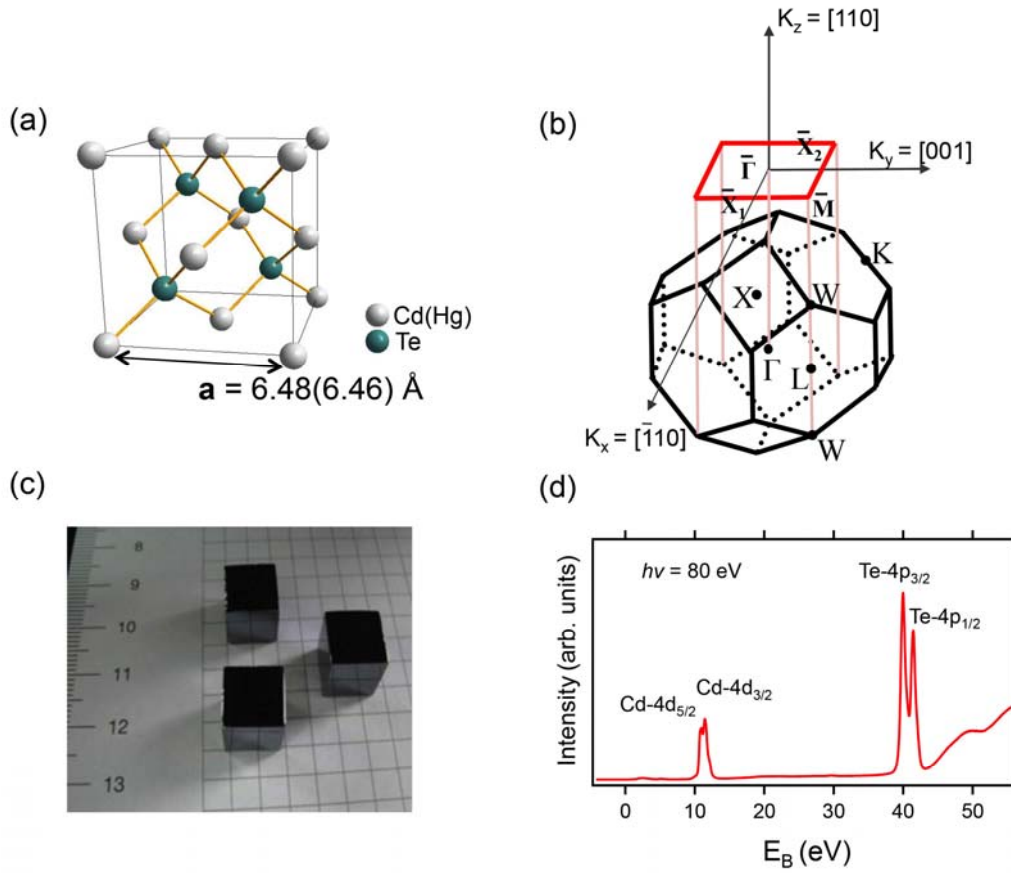 (a)
Cd(Hg)
Te
a = 6.48(6.46) Å
(b)
K_z = [110]
K_y = [001]
X̄₂
Γ̄
X̄₁
M̄
K
X
W
Γ
L
K_x = [1̄10]
W
(c)
8
9
10
11
12
13
(d)
hν = 80 eV
Te-4p₃/₂
Te-4p₁/₂
Cd-4d₃/₂
Cd-4d₅/₂
Intensity (arb. units)
0 10 20 30 40 50
E_B (eV)